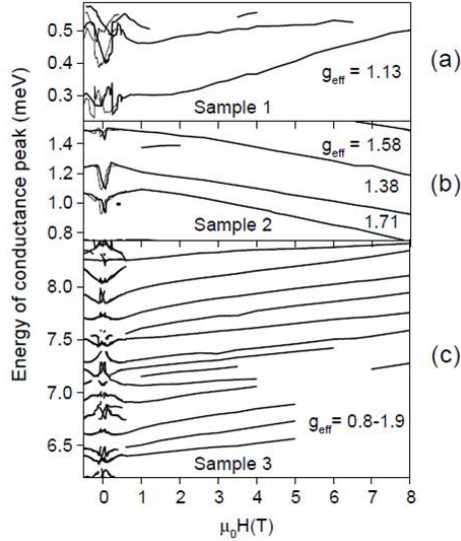 Energy of conductance peak (meV)
0.5
0.4
0.3
g_eff = 1.13
Sample 1
(a)
1.4
1.2
1.0
0.8
g_eff = 1.58
1.38
1.71
Sample 2
(b)
8.0
7.5
7.0
6.5
g_eff = 0.8-1.9
Sample 3
(c)
0 1 2 3 4 5 6 7 8
μ₀H(T)